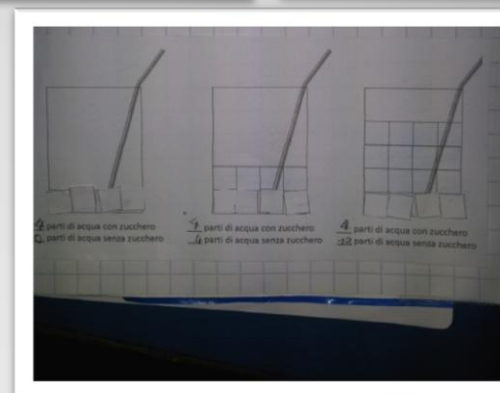 4 parti di acqua con zucchero
0 parti di acqua senza zucchero
4 parti di acqua con zucchero
4 parti di acqua senza zucchero
4 parti di acqua con zucchero
12 parti di acqua senza zucchero